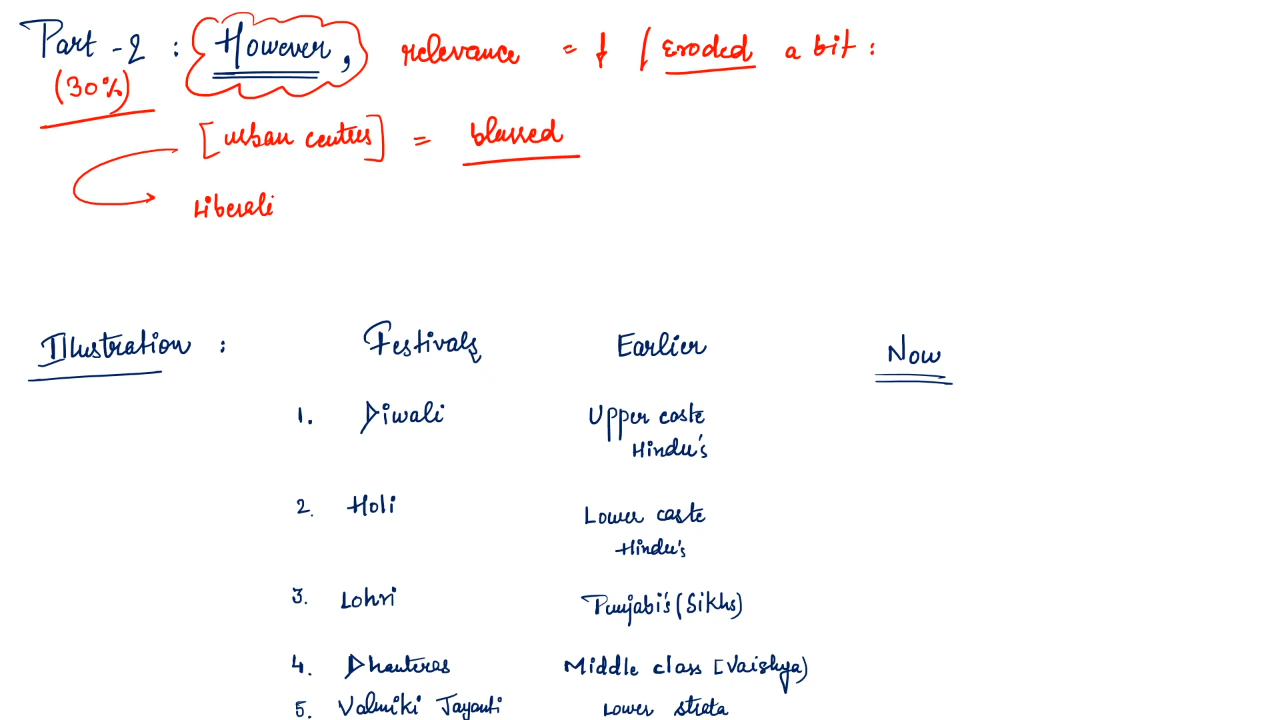 Part - 2 : However, relevance = ↓ / Eroded a bit :
(30%)
[urban centres] = blurred
Liberali
Illustration : Festivals Earlier Now
1. Diwali Upper caste
Hindu's
2. Holi Lower caste
Hindu's
3. Lohri Punjabi's (Sikhs)
4. Dhanteras Middle class [Vaishya)
5. Valmiki Jayanti Lower strata